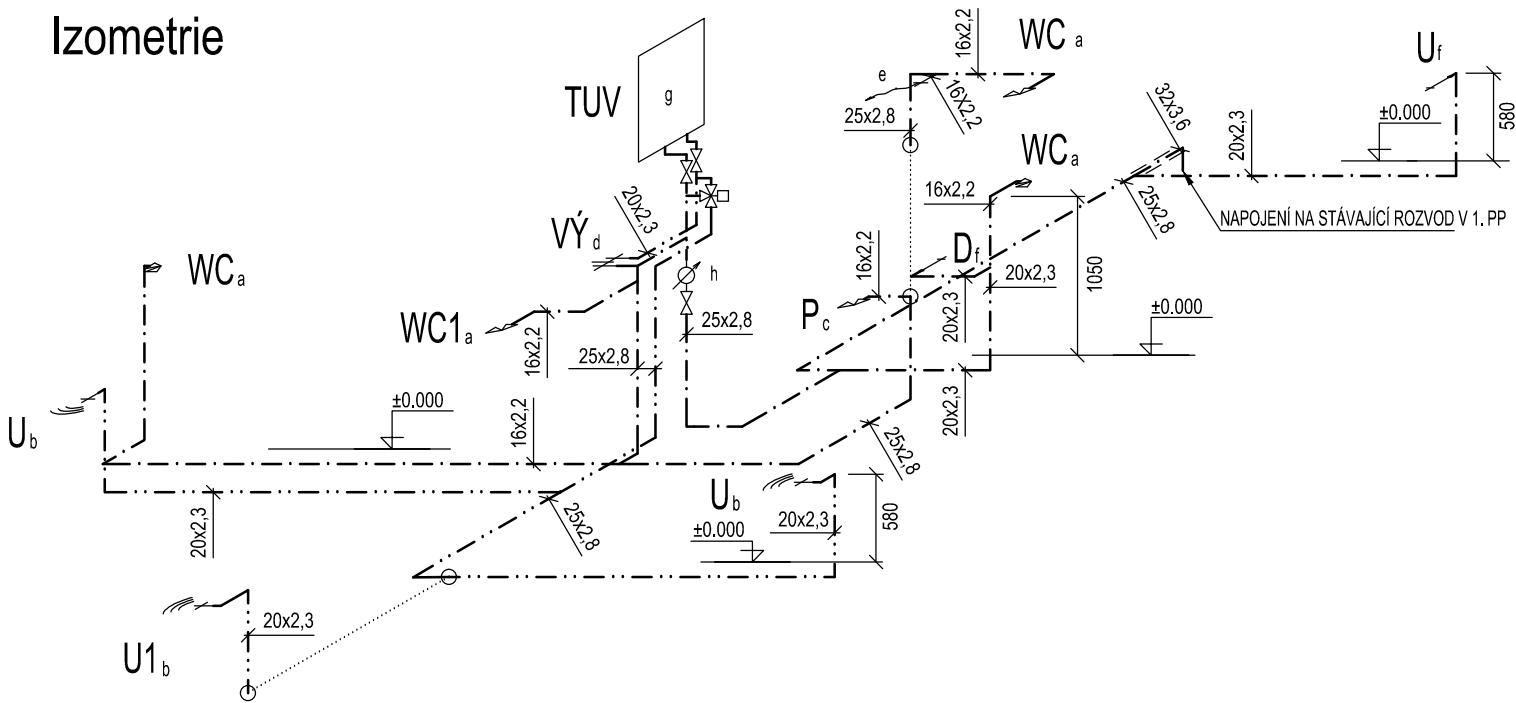 Izometrie
16x2,2
WC a
U f
TUV
g
e
16X2,2
32x3,6
25x2,8
±0.000
580
20x2,3
WC a
16x2,2
25x2,8
NAPOJENÍ NA STÁVAJÍCÍ ROZVOD V 1. PP
20x2,3
VÝ d
16x2,2
D f
WC a
h
20x2,3
1050
P c
20x2,3
±0.000
WC1 a
25x2,8
16x2,2
25x2,8
20x2,3
±0.000
16x2,2
U b
25x2,8
U b
20x2,3
25x2,8
20x2,3
580
±0.000
20x2,3
U1 b